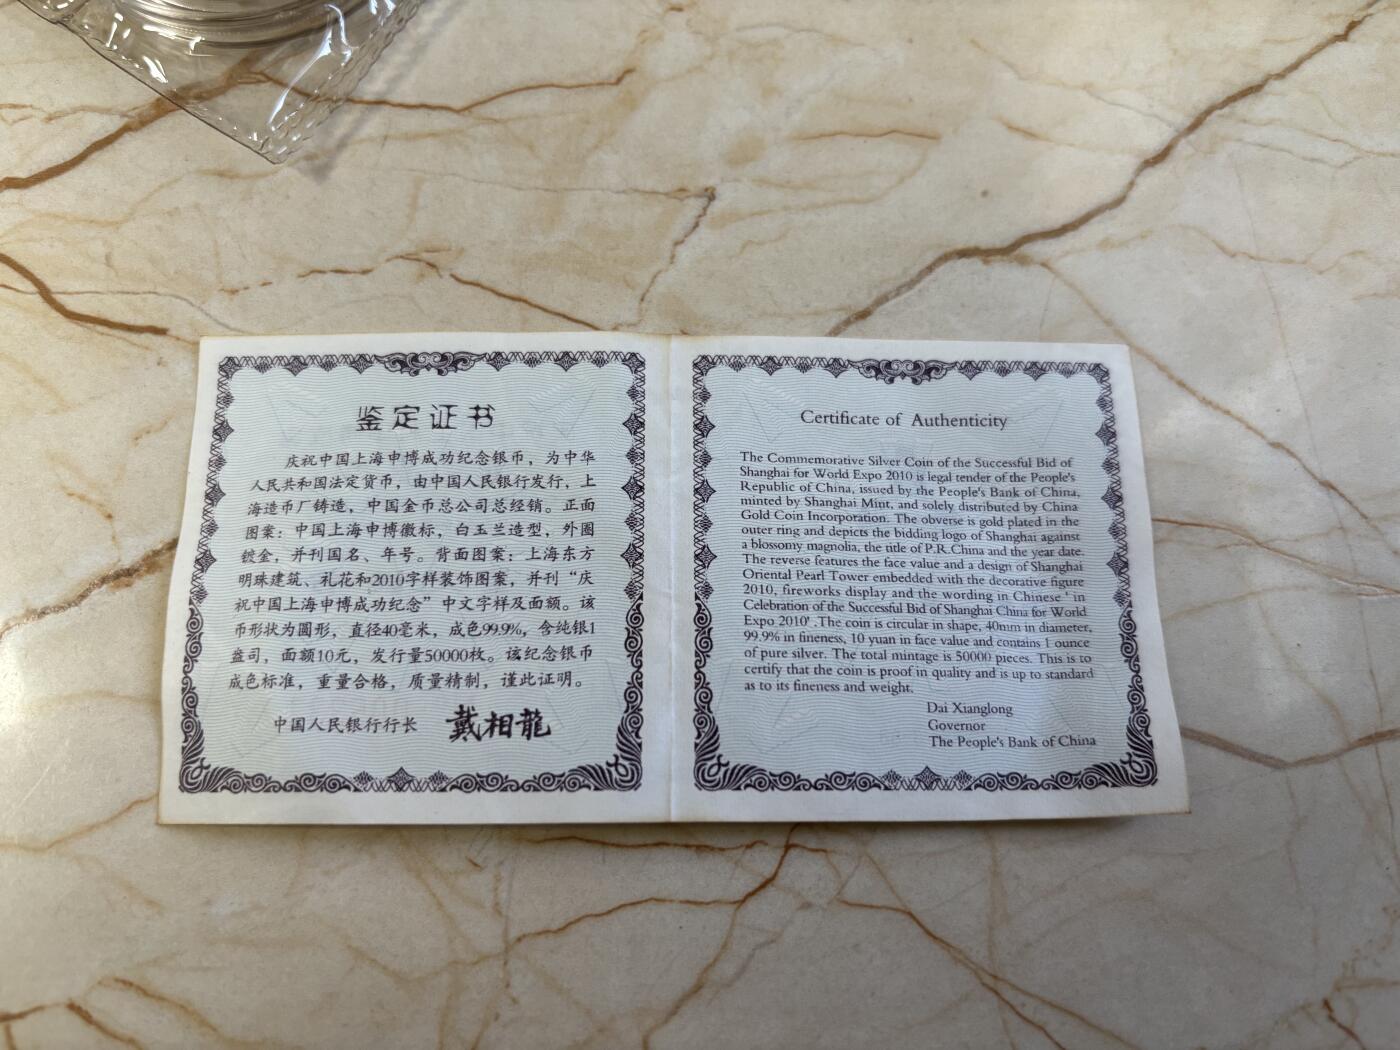 鉴定证书
庆祝中国上海申博成功纪念银币，为中华
人民共和国法定货币，由中国人民银行发行，上
海造币厂铸造，中国金币总公司总经销。正面
图案：中国上海申博徽标，白玉兰造型，外圈
镀金，并刊国名、年号。背面图案：上海东方
明珠建筑、礼花和2010字样装饰图案，并刊“庆
祝中国上海申博成功纪念”中文字样及面额。该
币形状为圆形，直径40毫米，成色99.9%，含纯银1
盎司，面额10元，发行量50000枚。该纪念银币
成色标准，重量合格，质量精制，谨此证明。
中国人民银行行长 戴相龍
Certificate of Authenticity
The Commemorative Silver Coin of the Successful Bid of
Shanghai for World Expo 2010 is legal tender of the People's
Republic of China, issued by the People's Bank of China,
minted by Shanghai Mint, and solely distributed by China
Gold Coin Incorporation. The obverse is gold plated in the
outer ring and depicts the bidding logo of Shanghai against
a blossomy magnolia, the title of P.R.China and the year date.
The reverse features the face value and a design of Shanghai
Oriental Pearl Tower embedded with the decorative figure
2010, fireworks display and the wording in Chinese ' in
Celebration of the Successful Bid of Shanghai China for World
Expo 2010' .The coin is circular in shape, 40mm in diameter,
99.9% in fineness, 10 yuan in face value and contains 1 ounce
of pure silver. The total mintage is 50000 pieces. This is to
certify that the coin is proof in quality and is up to standard
as to its fineness and weight.
Dai Xianglong
Governor
The People's Bank of China